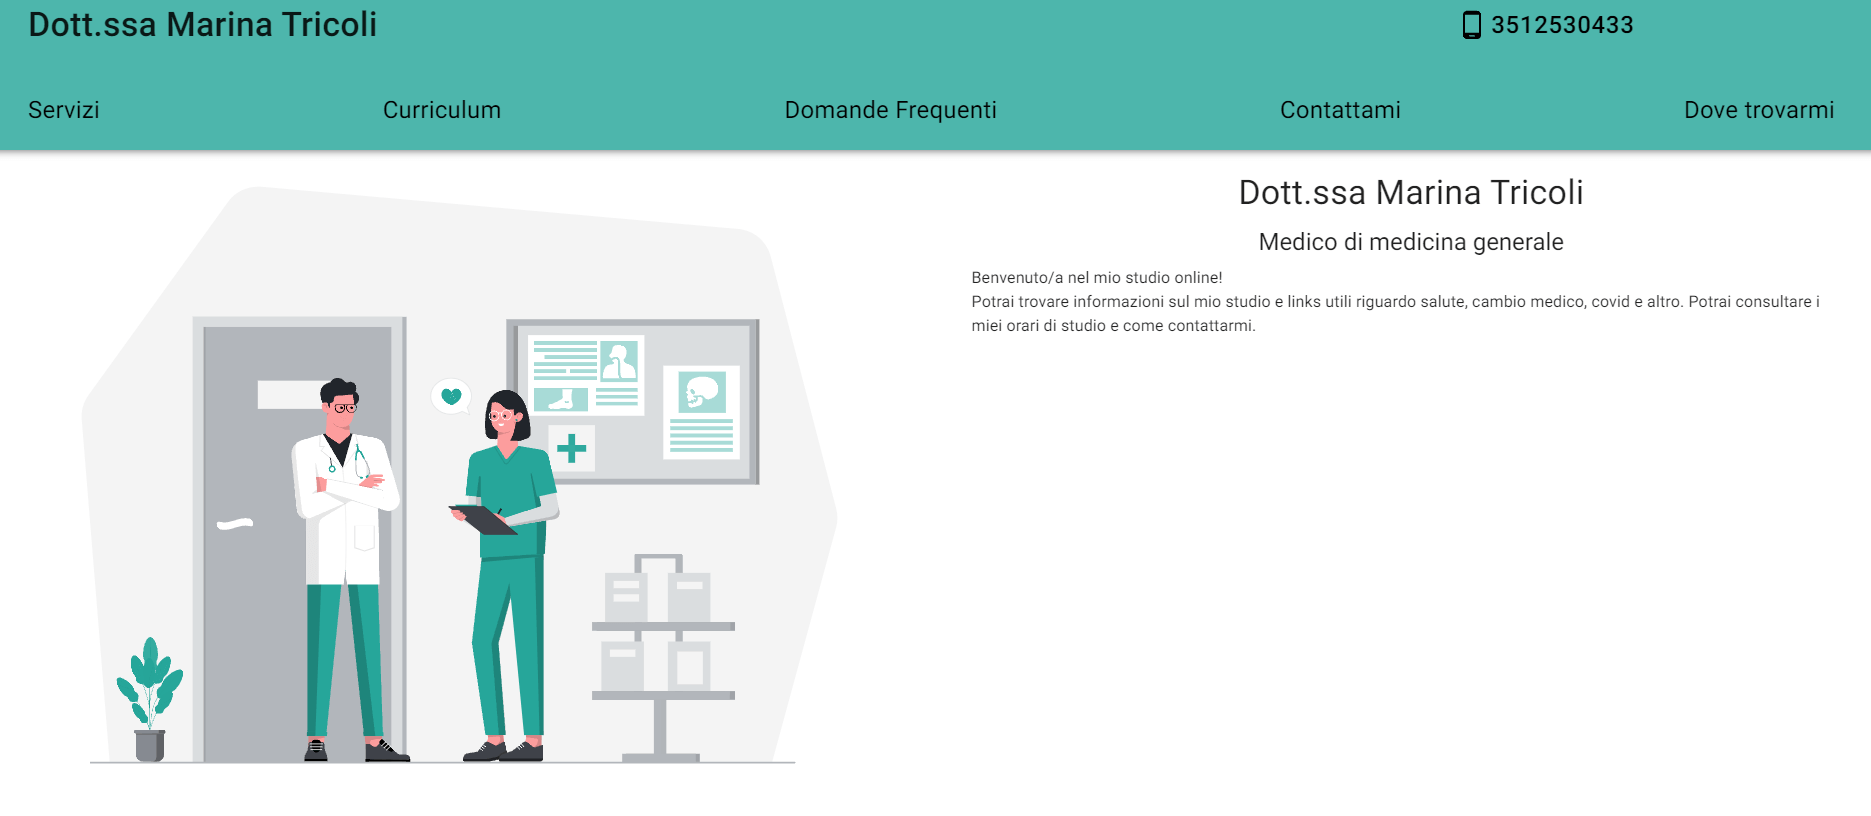 Dott.ssa Marina Tricoli
3512530433
Servizi
Curriculum
Domande Frequenti
Contattami
Dove trovarmi
Dott.ssa Marina Tricoli
Medico di medicina generale
Benvenuto/a nel mio studio online!
Potrai trovare informazioni sul mio studio e links utili riguardo salute, cambio medico, covid e altro. Potrai consultare i
miei orari di studio e come contattarmi.